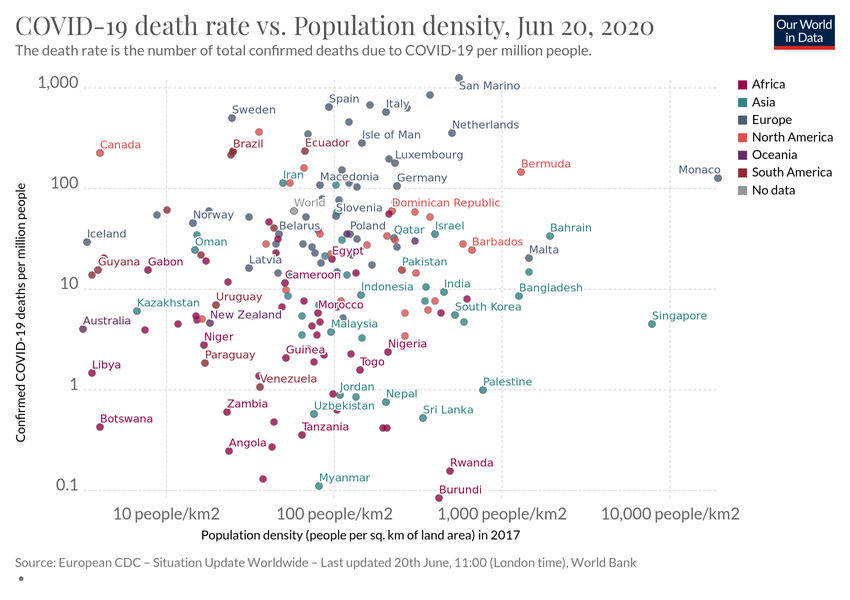 COVID-19 death rate vs. Population density, Jun 20, 2020
The death rate is the number of total confirmed deaths due to COVID-19 per million people.
Our World
in Data
Confirmed COVID-19 deaths per million people
1,000
100
10
1
0.1
San Marino
Spain
Italy
Sweden
Netherlands
Isle of Man
Canada
Brazil
Ecuador
Luxembourg
Bermuda
Monaco
Iran
Macedonia
Germany
World
Slovenia
Dominican Republic
Norway
Belarus
Poland
Qatar
Israel
Bahrain
Iceland
Oman
Egypt
Barbados
Malta
Guyana
Gabon
Latvia
Cameroon
Pakistan
Indonesia
India
Bangladesh
Kazakhstan
Uruguay
Morocco
South Korea
Australia
New Zealand
Malaysia
Singapore
Niger
Guinea
Nigeria
Libya
Paraguay
Togo
Venezuela
Jordan
Palestine
Nepal
Zambia
Uzbekistan
Sri Lanka
Botswana
Tanzania
Angola
Myanmar
Rwanda
Burundi
10 people/km2
100 people/km2
1,000 people/km2
10,000 people/km2
Population density (people per sq. km of land area) in 2017
Africa
Asia
Europe
North America
Oceania
South America
No data
Source: European CDC – Situation Update Worldwide – Last updated 20th June, 11:00 (London time), World Bank